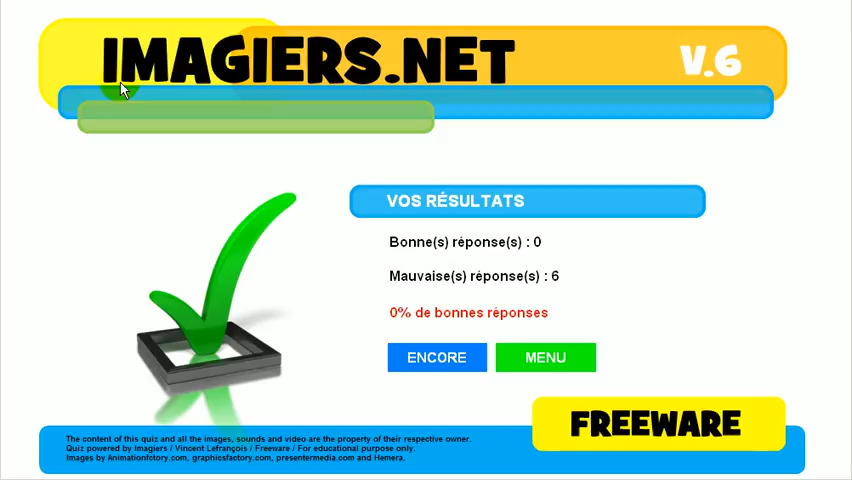 IMAGIERS.NET
V.6
VOS RÉSULTATS
Bonne(s) réponse(s) : 0
Mauvaise(s) réponse(s) : 6
0% de bonnes réponses
ENCORE
MENU
FREEWARE
The content of this quiz and all the images, sounds and video are the property of their respective owner.
Quiz powered by Imagiers / Vincent Lefrançois / Freeware / For educational purpose only.
Images by Animationfctory.com, graphicsfactory.com, presentermedia.com and Hemera.